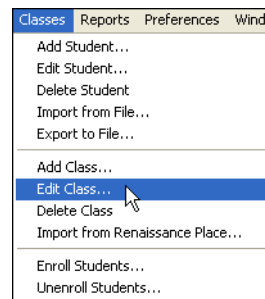 Classes Reports Preferences Wind
Add Student...
Edit Student...
Delete Student
Import from File...
Export to File...
Add Class...
Edit Class...
Delete Class
Import from Renaissance Place...
Enroll Students...
Unenroll Students...